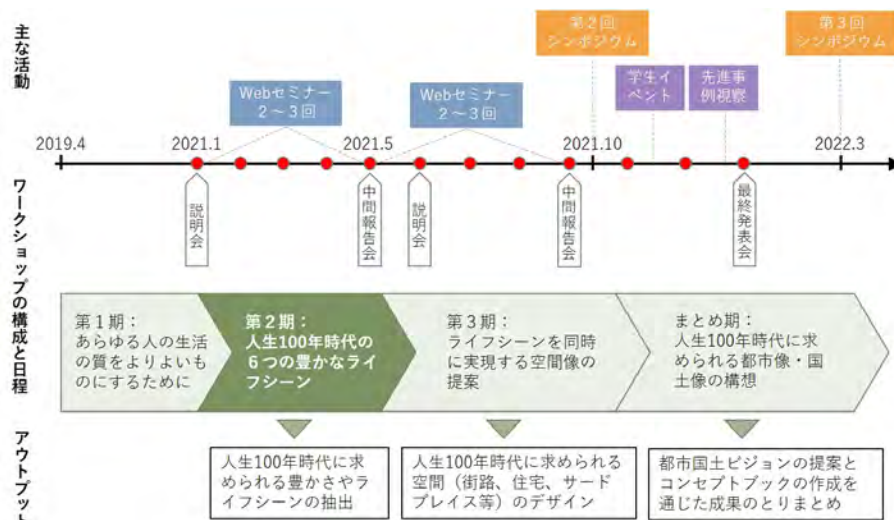 主な活動
第2回
シンポジウム
第3回
シンポジウム
学生イ
ベント
先進事
例視察
Webセミナー
2〜3回
Webセミナー
2〜3回
2019.4
2021.1
2021.5
2021.10
2022.3
ワークショップの構成と日程
説明会
中間報告会
説明会
中間報告会
最終発表会
第1期:
あらゆる人の生活
の質をよりよいも
のにするために
第2期:
人生100年時代の
6つの豊かなライ
フシーン
第3期:
ライフシーンを同時
に実現する空間像の
提案
まとめ期:
人生100年時代に求
められる都市像・国
土像の構想
アウトプット
人生100年時代に求
められる豊かさやラ
イフシーンの抽出
人生100年時代に求められる
空間(街路、住宅、サード
プレイス等)のデザイン
都市国土ビジョンの提案と
コンセプトブックの作成を
通じた成果のとりまとめ